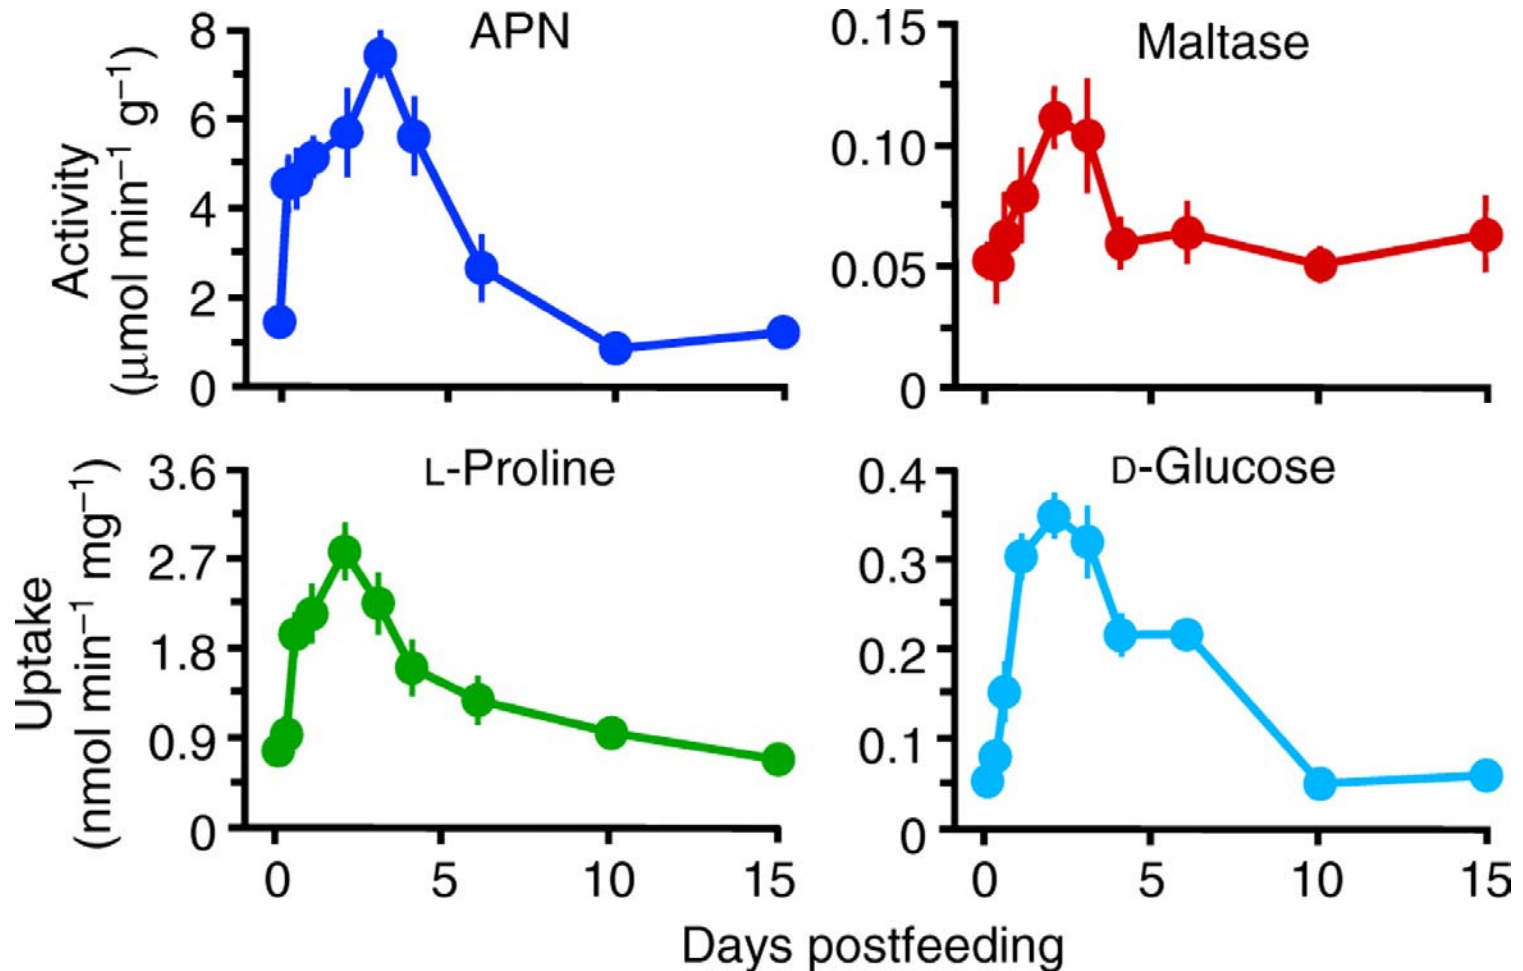 APN
8
6
4
2
0
Activity
(μmol min⁻¹ g⁻¹)
Maltase
0.15
0.10
0.05
0
L-Proline
3.6
2.7
1.8
0.9
0
Uptake
(nmol min⁻¹ mg⁻¹)
0 5 10 15
D-Glucose
0.4
0.3
0.2
0.1
0
0 5 10 15
Days postfeeding